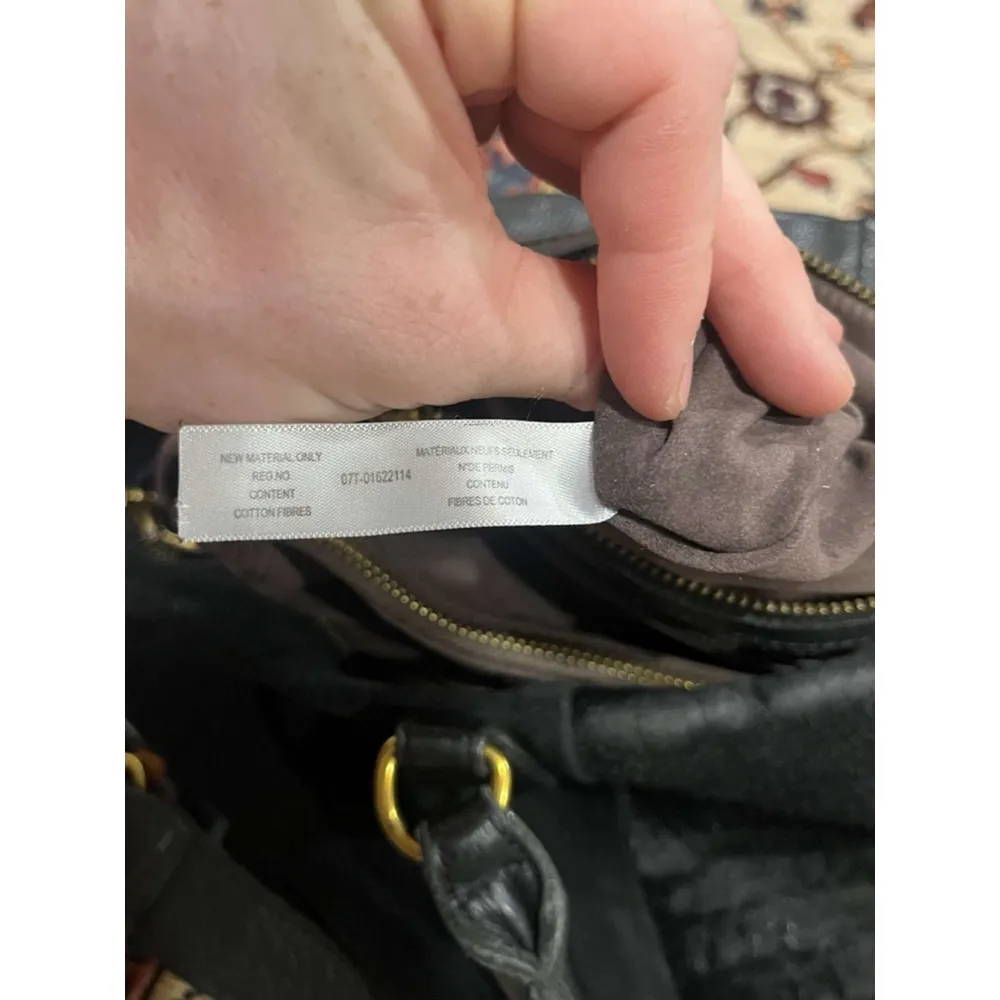 NEW MATERIAL ONLY
REG.NO. 07T-01622114
CONTENT
COTTON FIBRES
MATÉRIAUX NEUFS SEULEMENT
N°DE PERMIS
CONTENU
FIBRES DE COTON